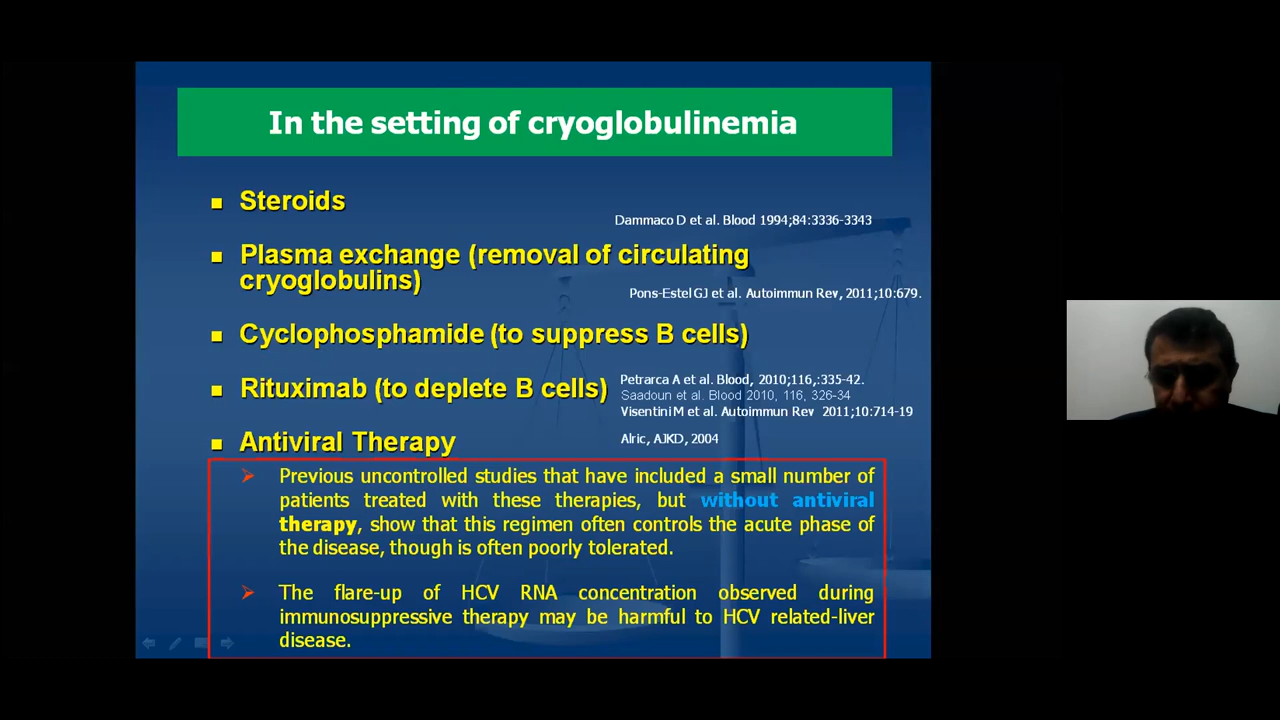 In the setting of cryoglobulinemia
Steroids
Dammaco D et al. Blood 1994;84:3336-3343
Plasma exchange (removal of circulating
cryoglobulins)
Pons-Estel GJ et al. Autoimmun Rev, 2011;10:679.
Cyclophosphamide (to suppress B cells)
Rituximab (to deplete B cells)
Petrarca A et al. Blood, 2010;116,:335-42.
Saadoun et al. Blood 2010, 116, 326-34
Visentini M et al. Autoimmun Rev 2011;10:714-19
Antiviral Therapy
Alric, AJKD, 2004
Previous uncontrolled studies that have included a small number of
patients treated with these therapies, but without antiviral
therapy, show that this regimen often controls the acute phase of
the disease, though is often poorly tolerated.
The flare-up of HCV RNA concentration observed during
immunosuppressive therapy may be harmful to HCV related-liver
disease.